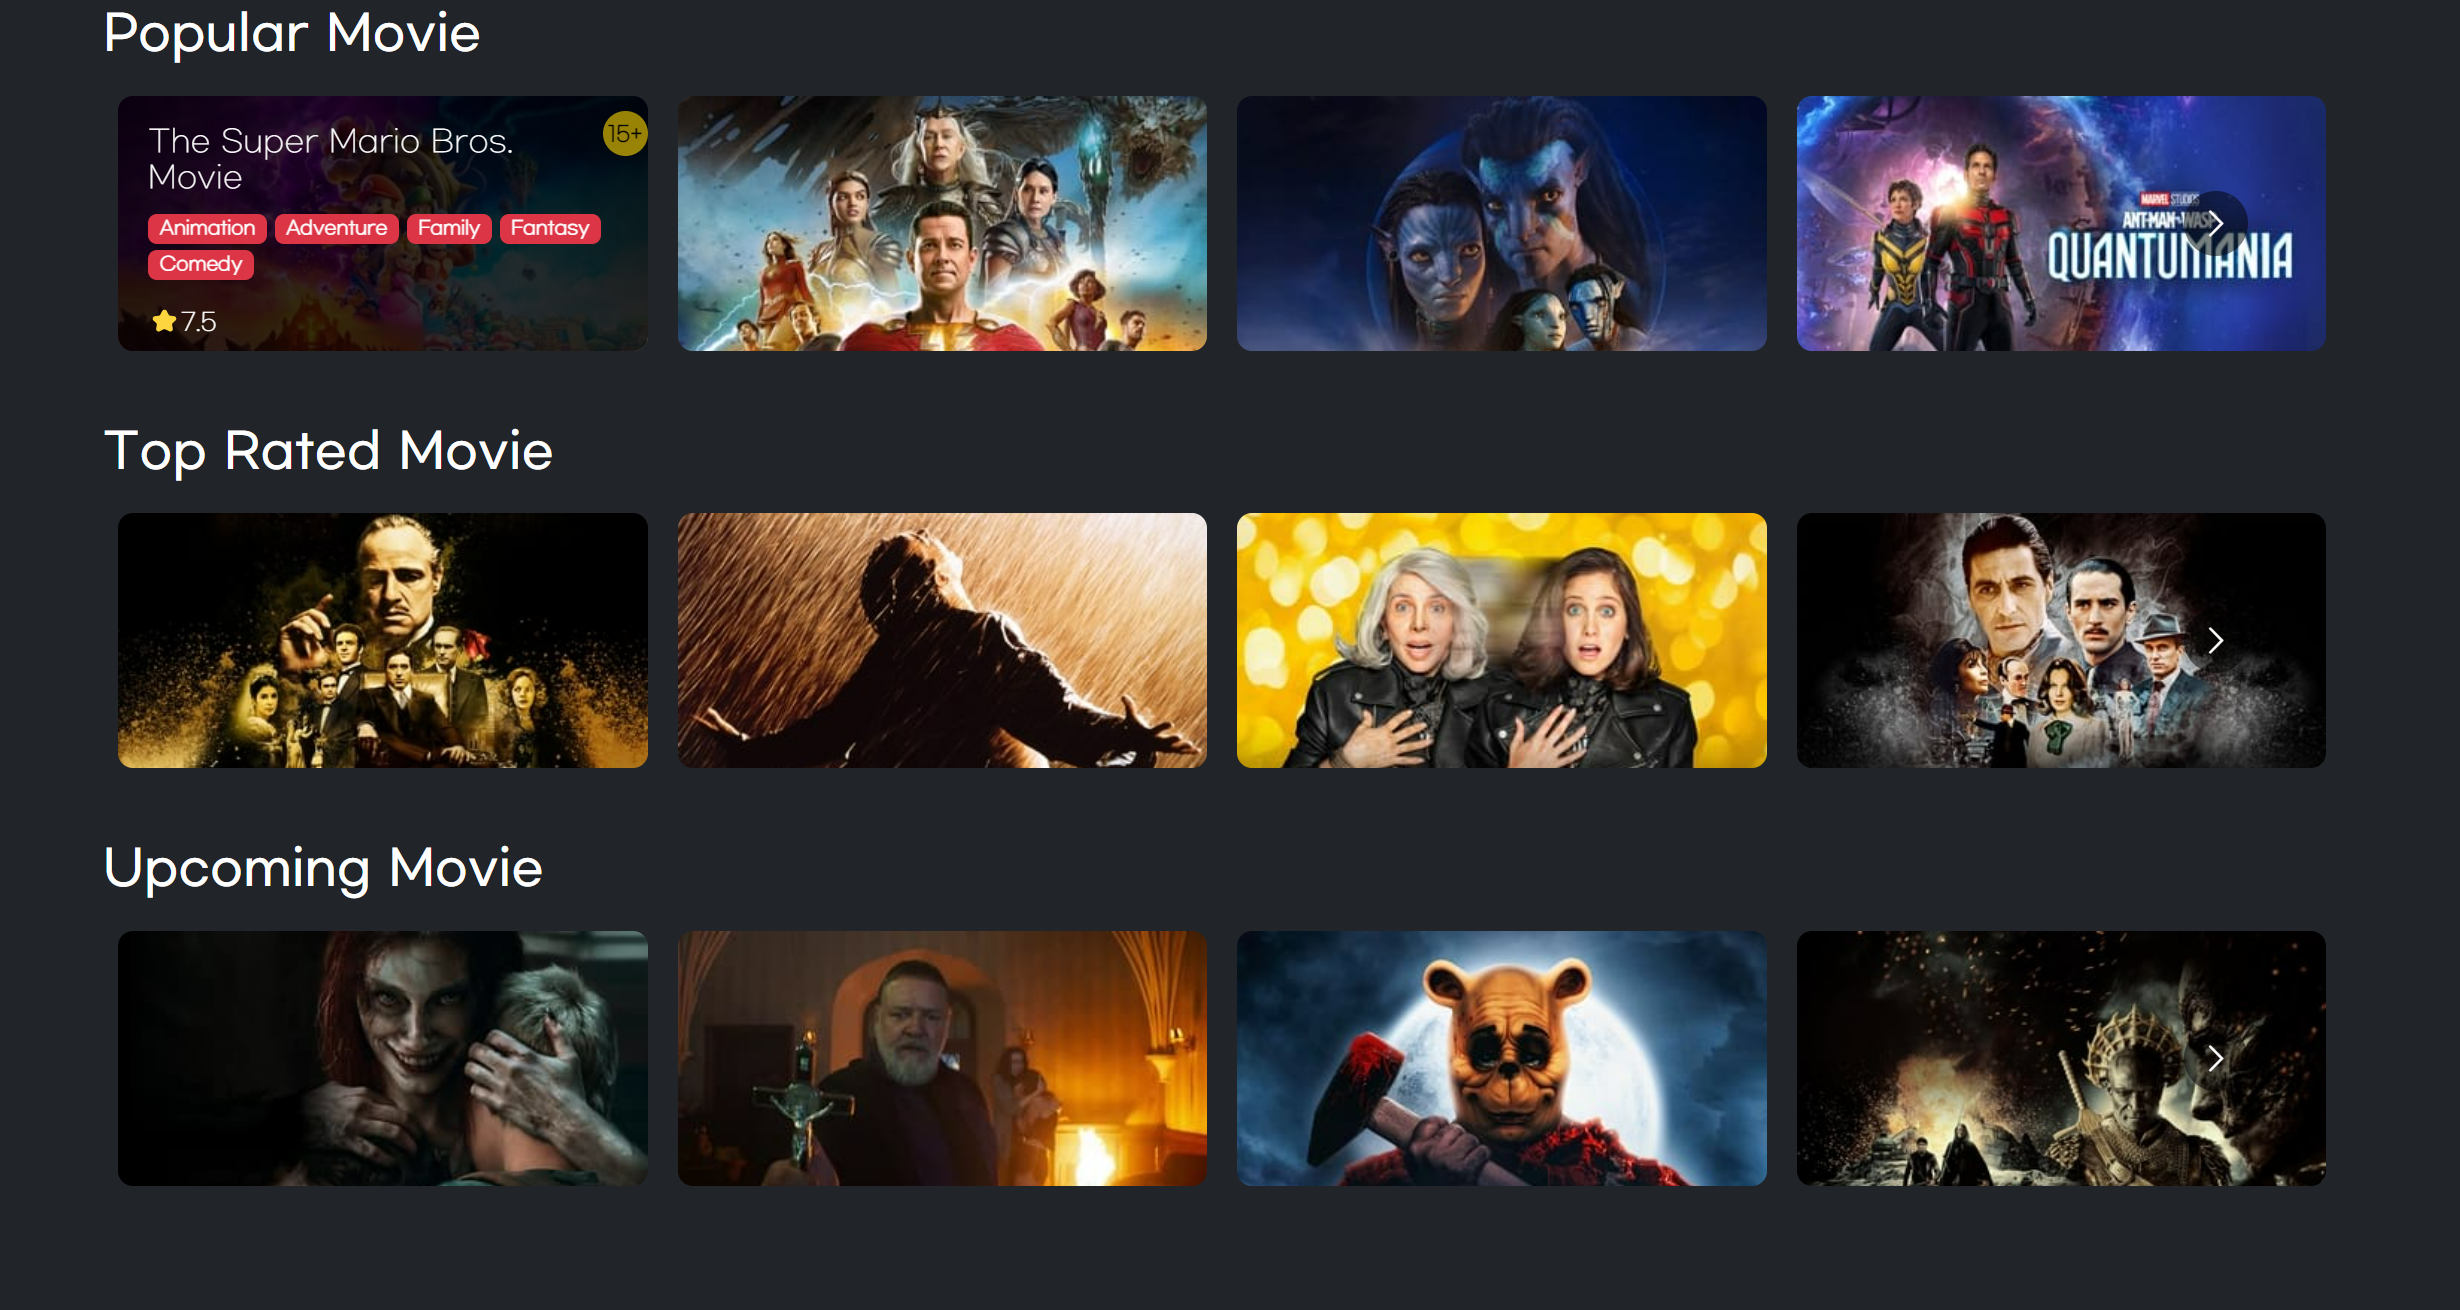 Popular Movie
The Super Mario Bros.
Movie
15+
Animation Adventure Family Fantasy
Comedy
7.5
MARVEL STUDIOS
ANT-MAN AND THE WASP
QUANTUMANIA
Top Rated Movie
Upcoming Movie